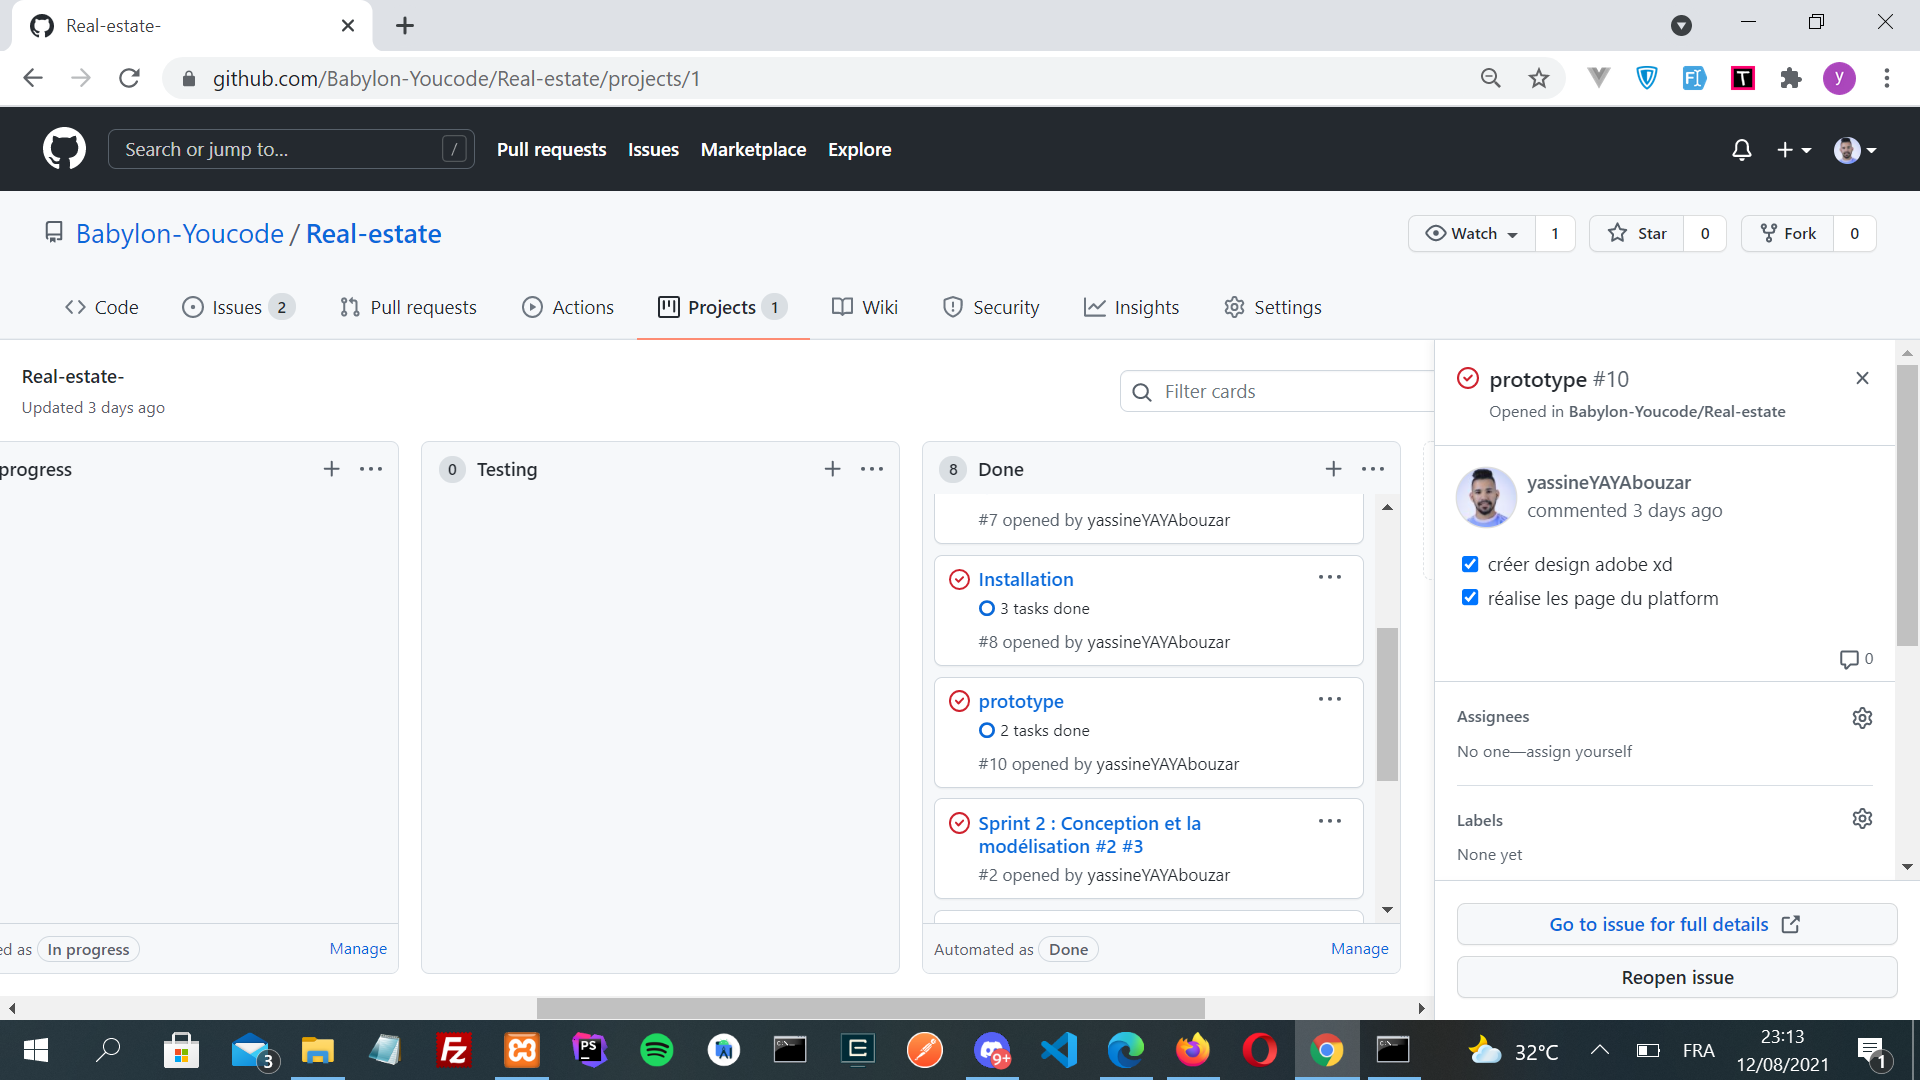 Real-estate-
github.com/Babylon-Youcode/Real-estate/projects/1
y
Search or jump to... /
Pull requests Issues Marketplace Explore
Babylon-Youcode / Real-estate
Watch 1 Star 0 Fork 0
Code Issues 2 Pull requests Actions Projects 1 Wiki Security Insights Settings
Real-estate-
Updated 3 days ago
Filter cards
progress
0 Testing
8 Done
#7 opened by yassineYAYAbouzar
Installation
3 tasks done
#8 opened by yassineYAYAbouzar
prototype
2 tasks done
#10 opened by yassineYAYAbouzar
Sprint 2 : Conception et la
modélisation #2 #3
#2 opened by yassineYAYAbouzar
ed as In progress Manage
Automated as Done Manage
prototype #10
Opened in Babylon-Youcode/Real-estate
yassineYAYAbouzar
commented 3 days ago
créer design adobe xd
réalise les page du platform
0
Assignees
No one—assign yourself
Labels
None yet
Go to issue for full details
Reopen issue
3
PS
9+
32°C
FRA
23:13
12/08/2021
1